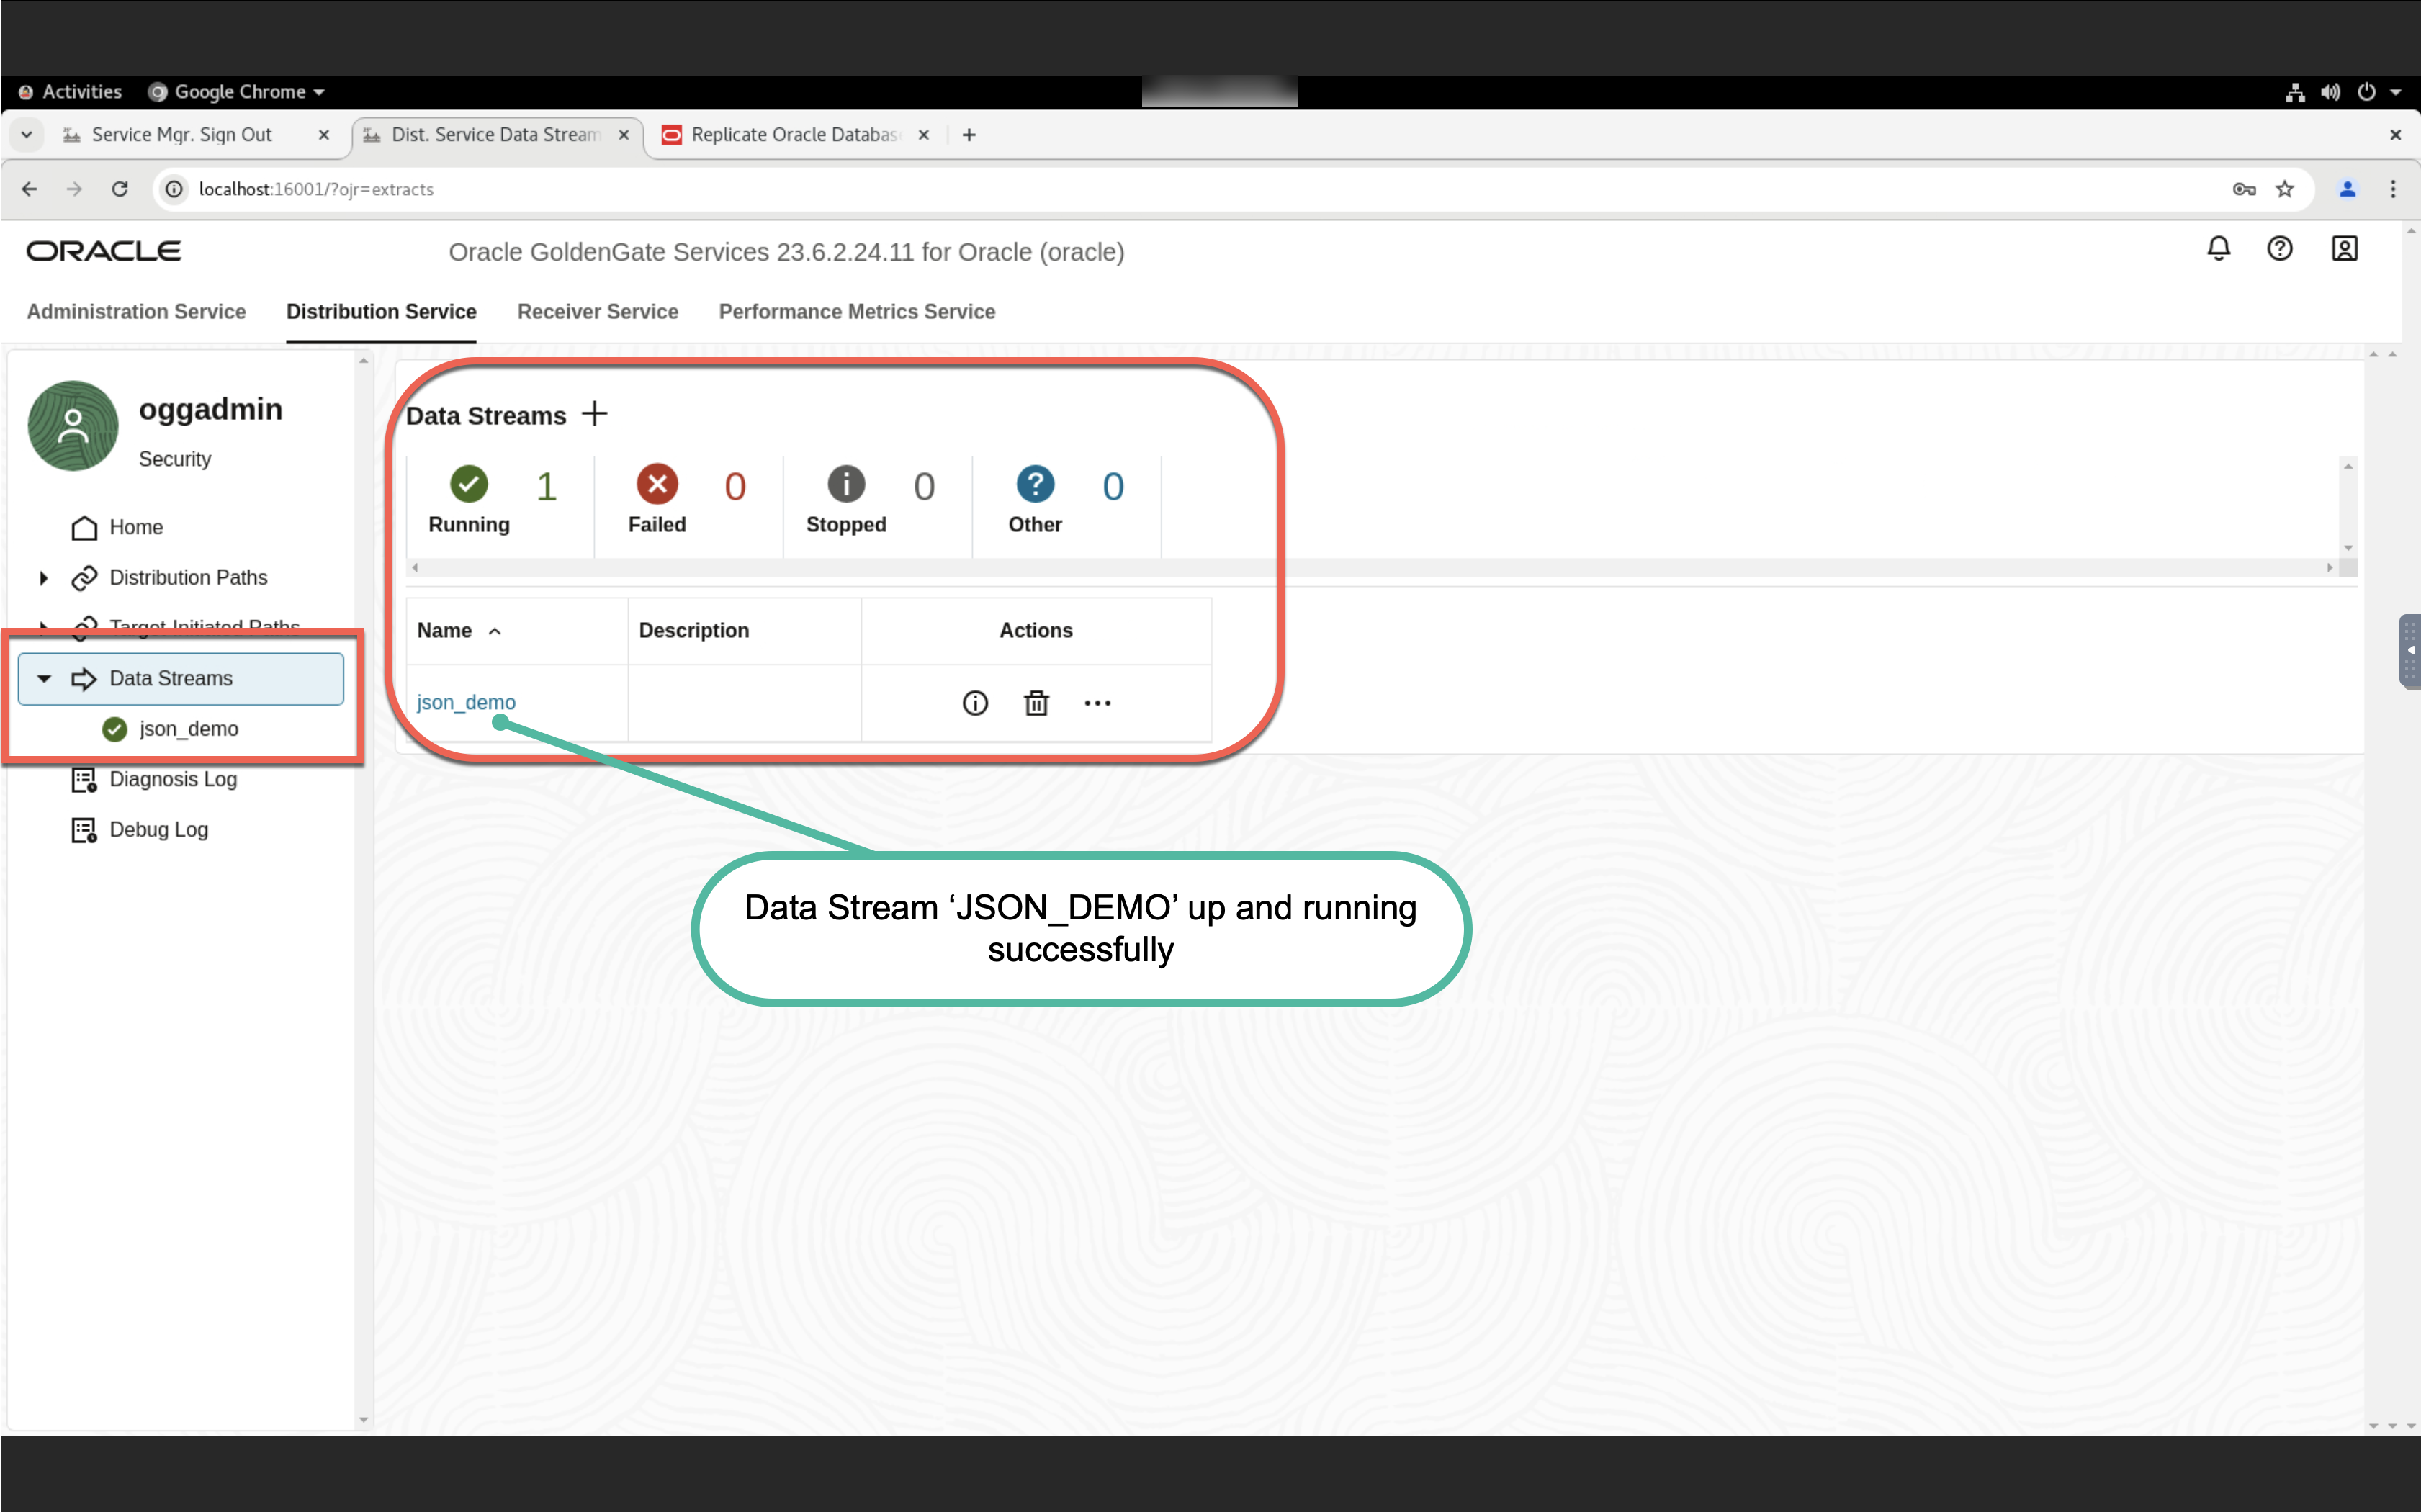 Activities Google Chrome
Service Mgr. Sign Out
Dist. Service Data Stream
Replicate Oracle Databas
localhost:16001/?ojr=extracts
ORACLE
Oracle GoldenGate Services 23.6.2.24.11 for Oracle (oracle)
Administration Service Distribution Service Receiver Service Performance Metrics Service
oggadmin
Security
Home
Distribution Paths
Target Initiated Paths
Data Streams
json_demo
Diagnosis Log
Debug Log
Data Streams
1 0 0 0
Running Failed Stopped Other
Name Description Actions
json_demo
Data Stream ‘JSON_DEMO’ up and running
successfully